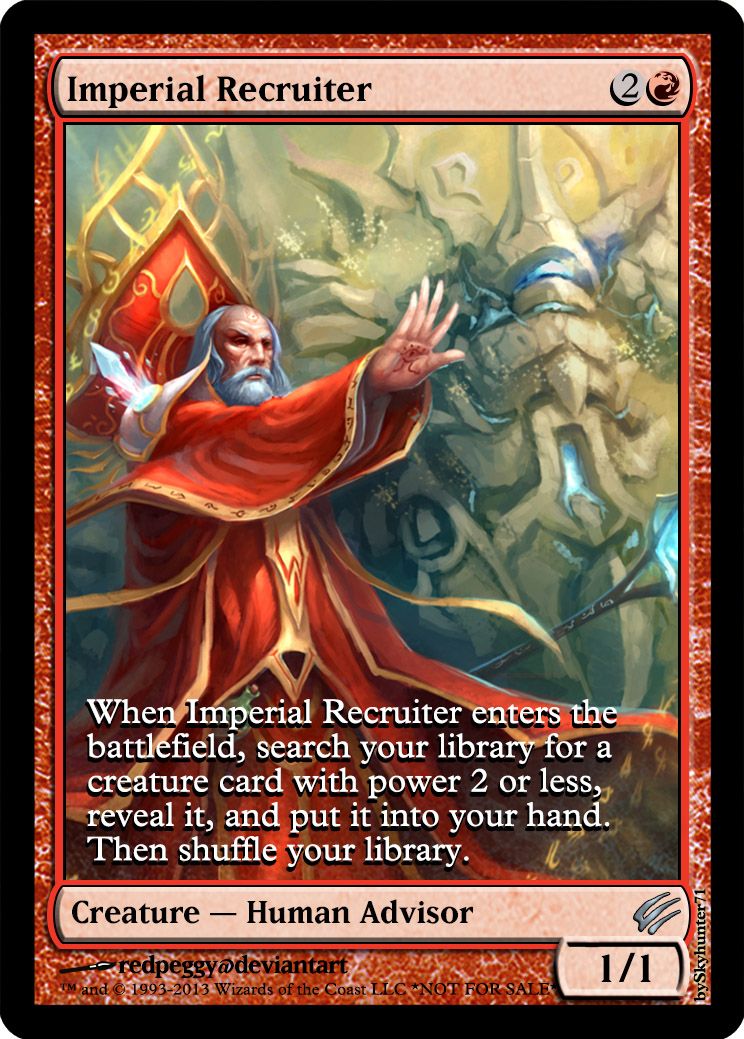 Imperial Recruiter 2
When Imperial Recruiter enters the
battlefield, search your library for a
creature card with power 2 or less,
reveal it, and put it into your hand.
Then shuffle your library.
Creature — Human Advisor
redpeggy@deviantart
1/1
™ and © 1993-2013 Wizards of the Coast LLC *NOT FOR SALE*
bySkyhunter71